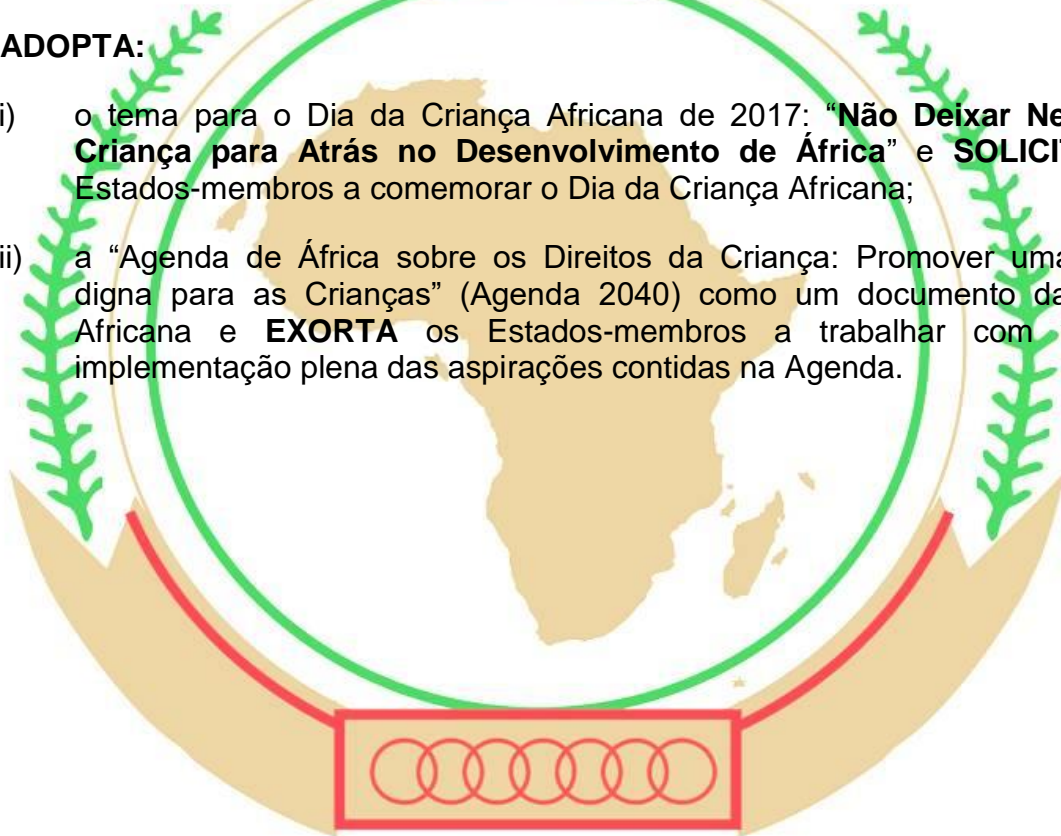 ADOPTA:
i) o tema para o Dia da Criança Africana de 2017: “Não Deixar
Criança para Atrás no Desenvolvimento de África” e
Estados-membros a comemorar o Dia da Criança Africana;
ii) a “Agenda de África sobre os Direitos da Criança: Promover uma
digna para as Crianças” (Agenda 2040) como um documento
Africana e EXORTA os Estados-membros a trabalhar com
implementação plena das aspirações contidas na Agenda.